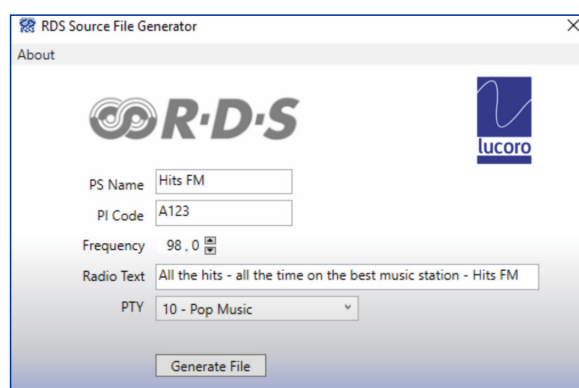 RDS Source File Generator
About
R·D·S
lucoro
PS Name Hits FM
PI Code A123
Frequency 98.0
Radio Text All the hits - all the time on the best music station - Hits FM
PTY 10 - Pop Music
Generate File